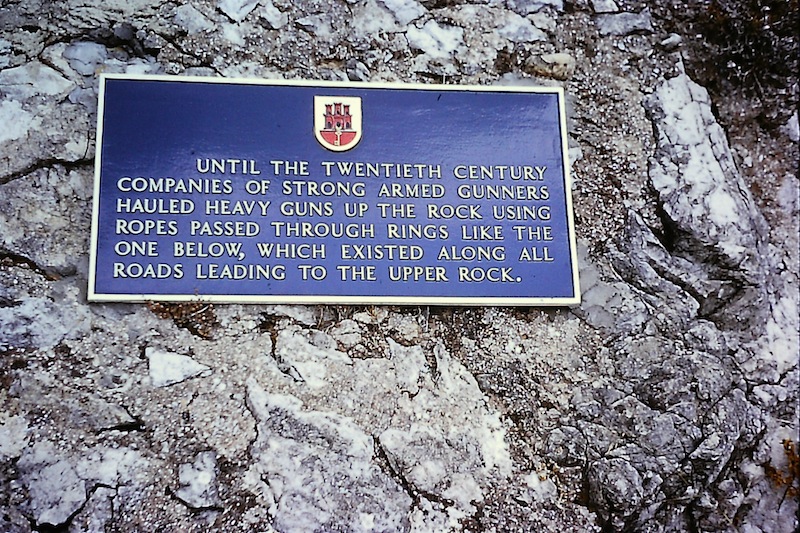 UNTIL THE TWENTIETH CENTURY
COMPANIES OF STRONG ARMED GUNNERS
HAULED HEAVY GUNS UP THE ROCK USING
ROPES PASSED THROUGH RINGS LIKE THE
ONE BELOW, WHICH EXISTED ALONG ALL
ROADS LEADING TO THE UPPER ROCK.